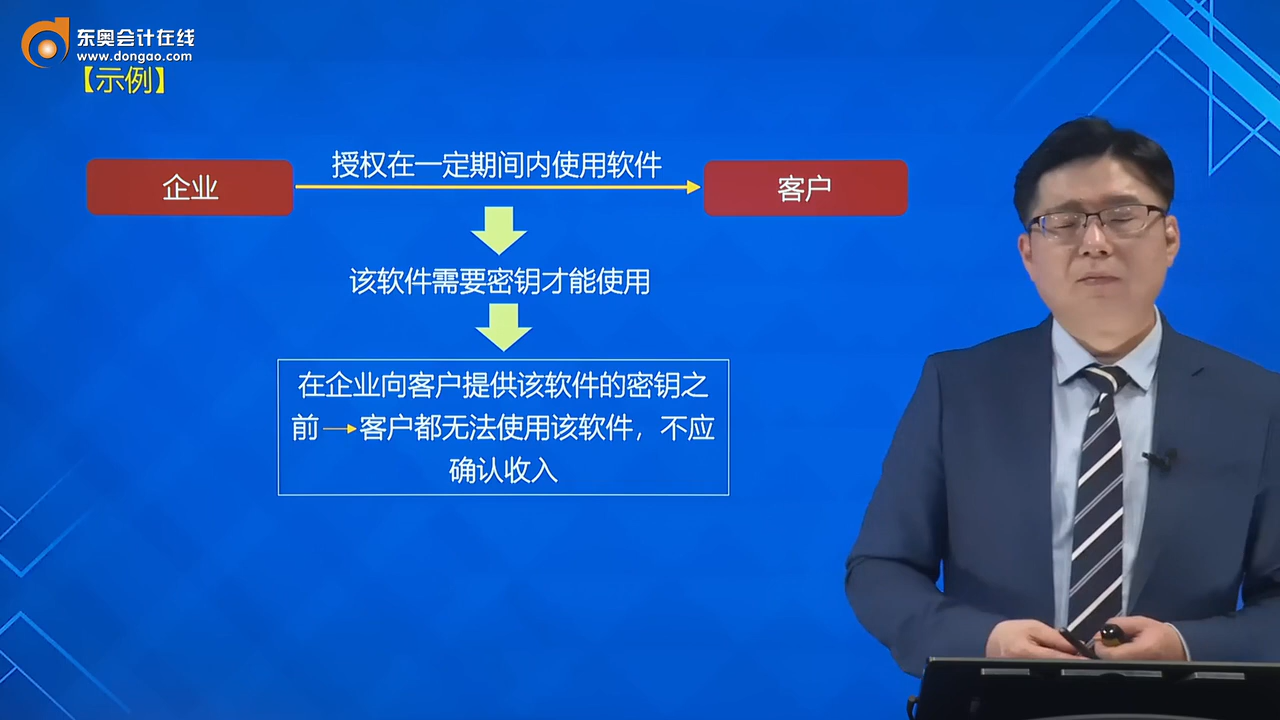 东奥会计在线
www.dongao.com
【示例】
企业
授权在一定期间内使用软件
客户
该软件需要密钥才能使用
在企业向客户提供该软件的密钥之
前→客户都无法使用该软件，不应
确认收入